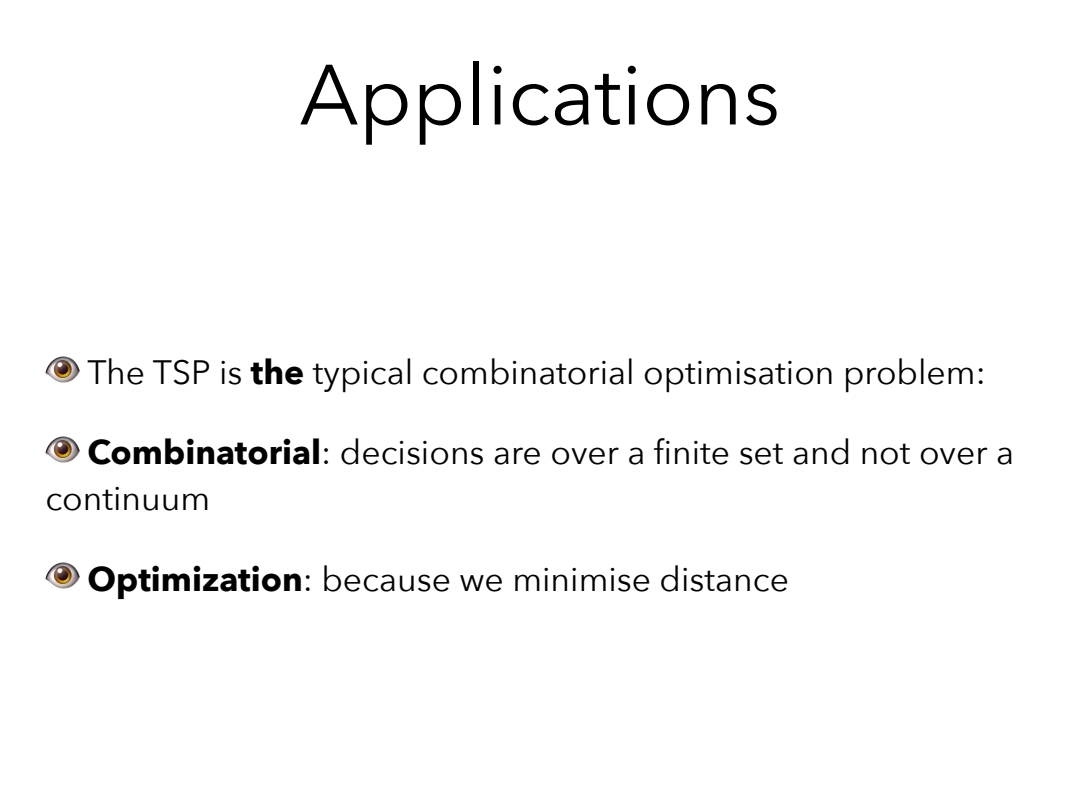 Applications
👁 The TSP is the typical combinatorial optimisation problem:
👁 Combinatorial: decisions are over a finite set and not over a
continuum
👁 Optimization: because we minimise distance